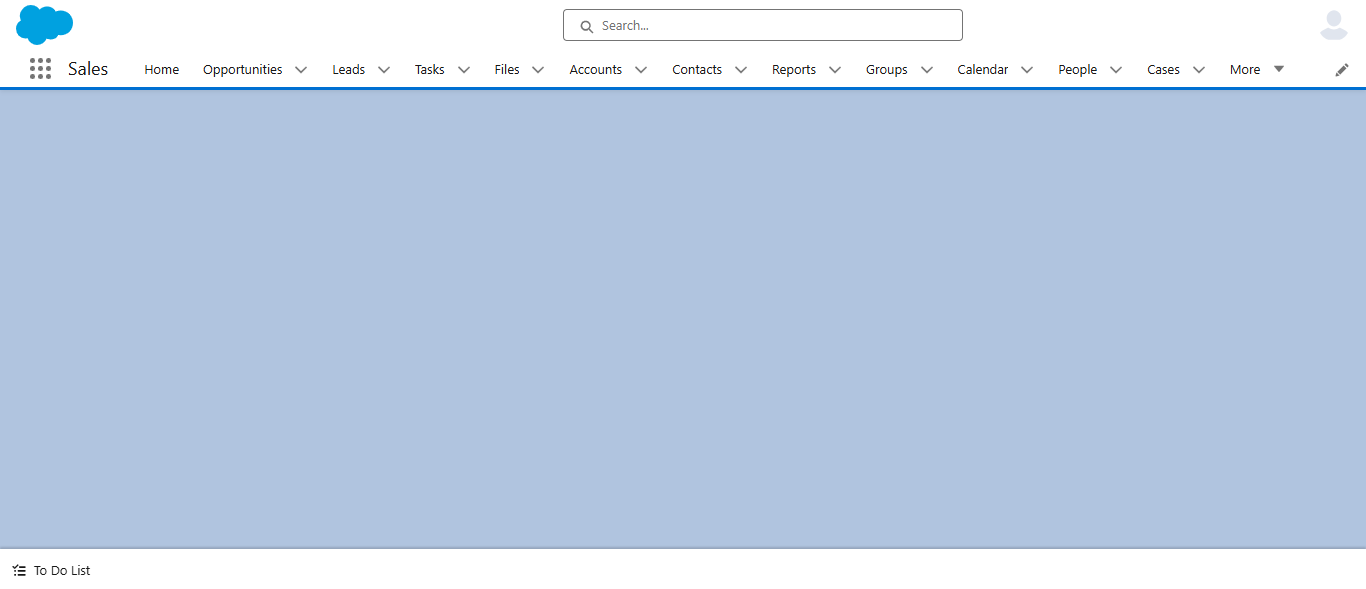 Search...
Sales Home Opportunities Leads Tasks Files Accounts Contacts Reports Groups Calendar People Cases More
To Do List